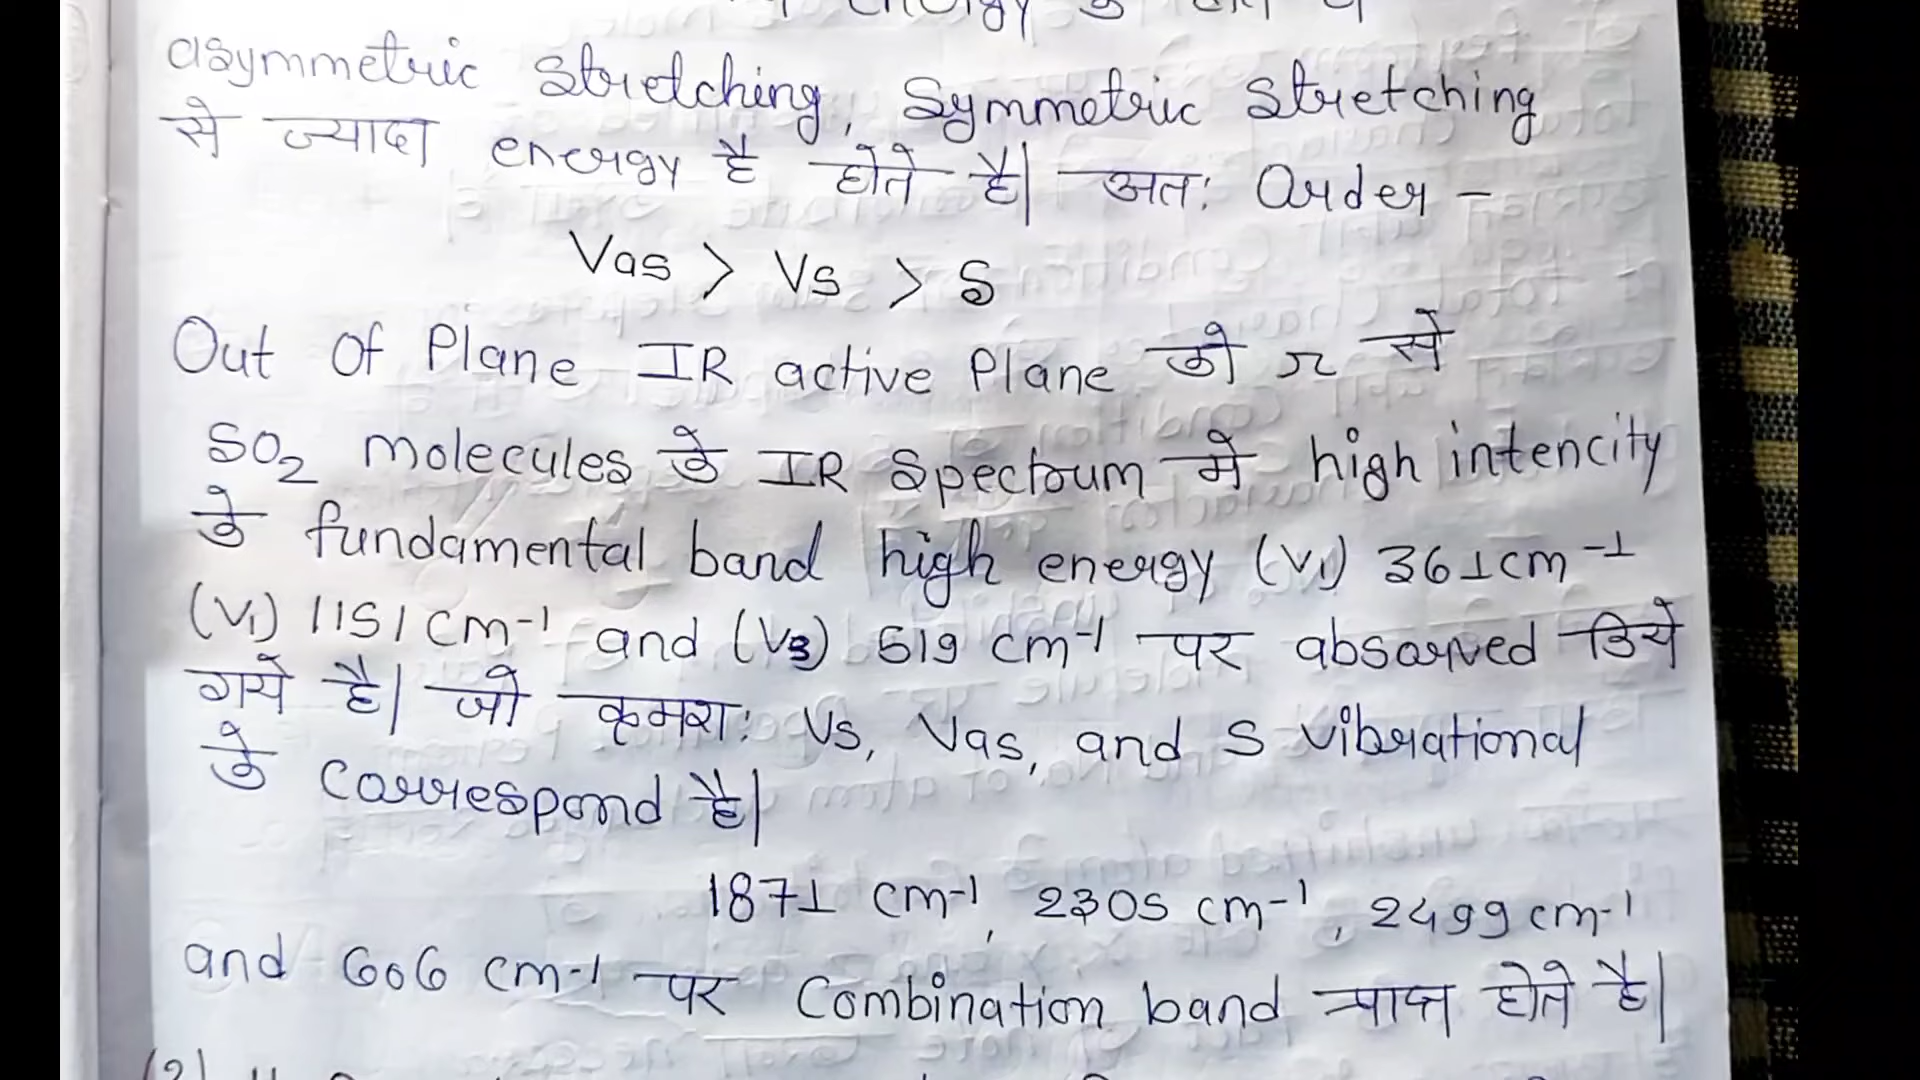 asymmetric stretching, symmetric stretching
से ज्यादा energy है होते है। अतः Order -
Vas > Vs > S
Out of Plane IR active Plane की से
SO2 molecules के IR Spectrum मे high intencity
के fundamental band high energy (V1) 361cm-1
(V1) 1151 cm-1 and (V3) 519 cm-1 पर absorved किये
गये है। जो क्रमशः Vs, Vas, and S vibrational
के correspond है।
1871 cm-1, 2305 cm-1, 2499 cm-1
and 606 cm-1 पर Combination band प्राप्त होते है।